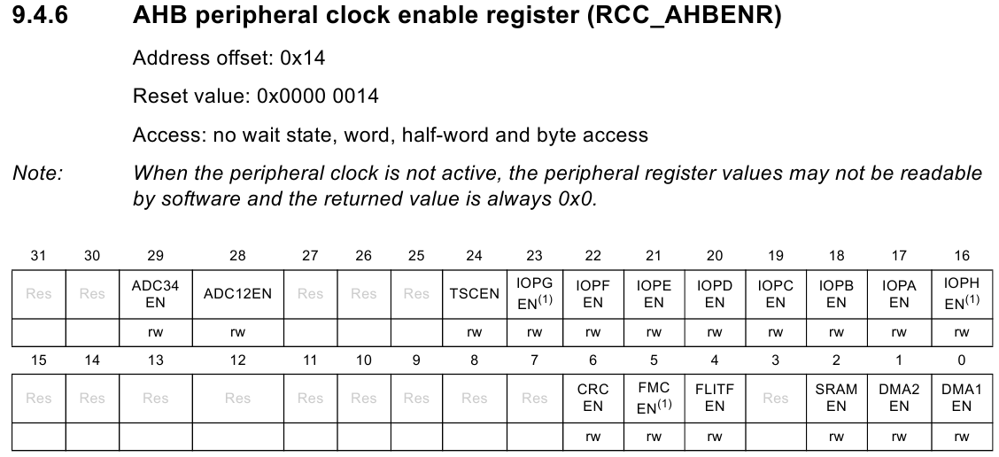 9.4.6 AHB peripheral clock enable register (RCC_AHBENR)
Address offset: 0x14
Reset value: 0x0000 0014
Access: no wait state, word, half-word and byte access
Note: When the peripheral clock is not active, the peripheral register values may not be readable
by software and the returned value is always 0x0.
31 30 29 28 27 26 25 24 23 22 21 20 19 18 17 16
Res Res ADC34 EN ADC12EN Res Res Res TSCEN IOPG EN(1) IOPF EN IOPE EN IOPD EN IOPC EN IOPB EN IOPA EN IOPH EN(1)
rw rw rw rw rw rw rw rw rw rw rw
15 14 13 12 11 10 9 8 7 6 5 4 3 2 1 0
Res Res Res Res Res Res Res Res Res CRC EN FMC EN(1) FLITF EN Res SRAM EN DMA2 EN DMA1 EN
rw rw rw rw rw rw